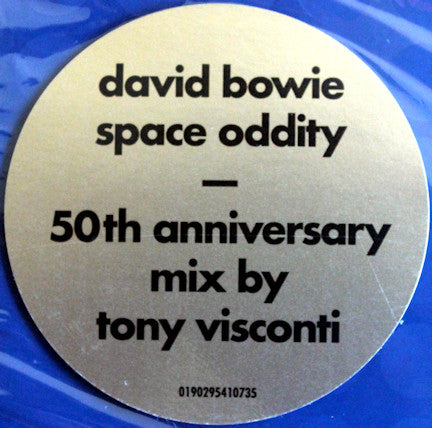 david bowie
space oddity
—
50th anniversary
mix by
tony visconti
0190295410735